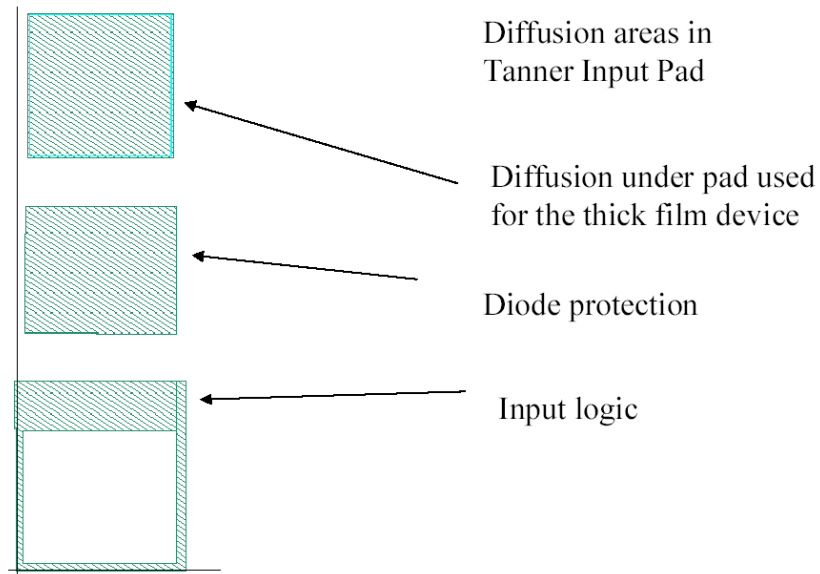 Diffusion areas in
Tanner Input Pad
Diffusion under pad used
for the thick film device
Diode protection
Input logic